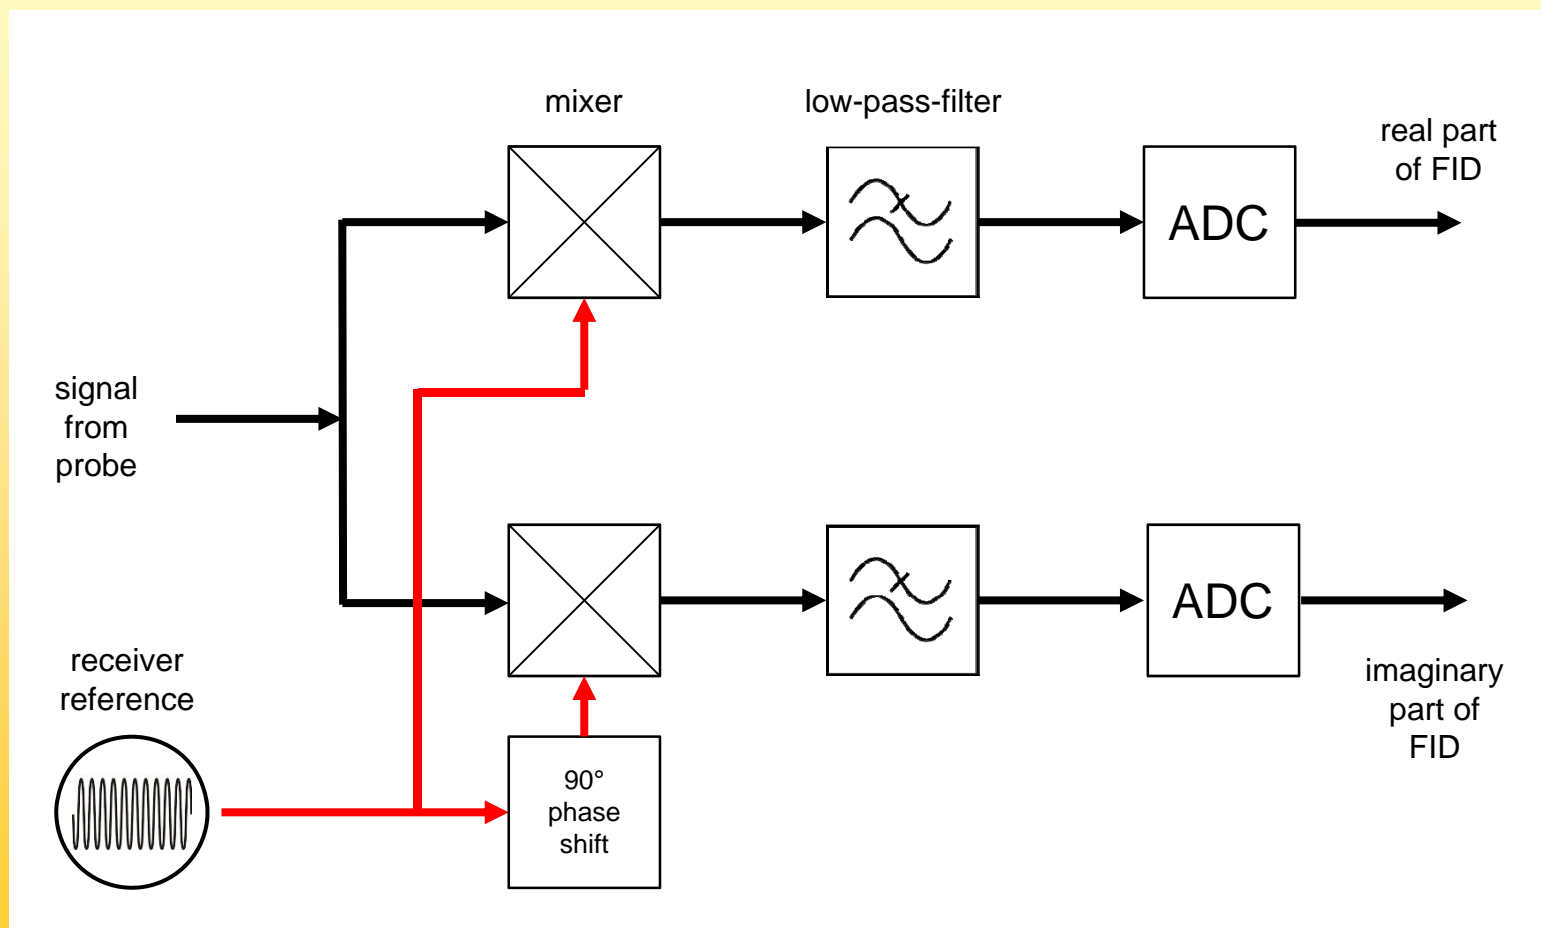 mixer
low-pass-filter
real part
of FID
ADC
signal
from
probe
ADC
receiver
reference
imaginary
part of
FID
90°
phase
shift